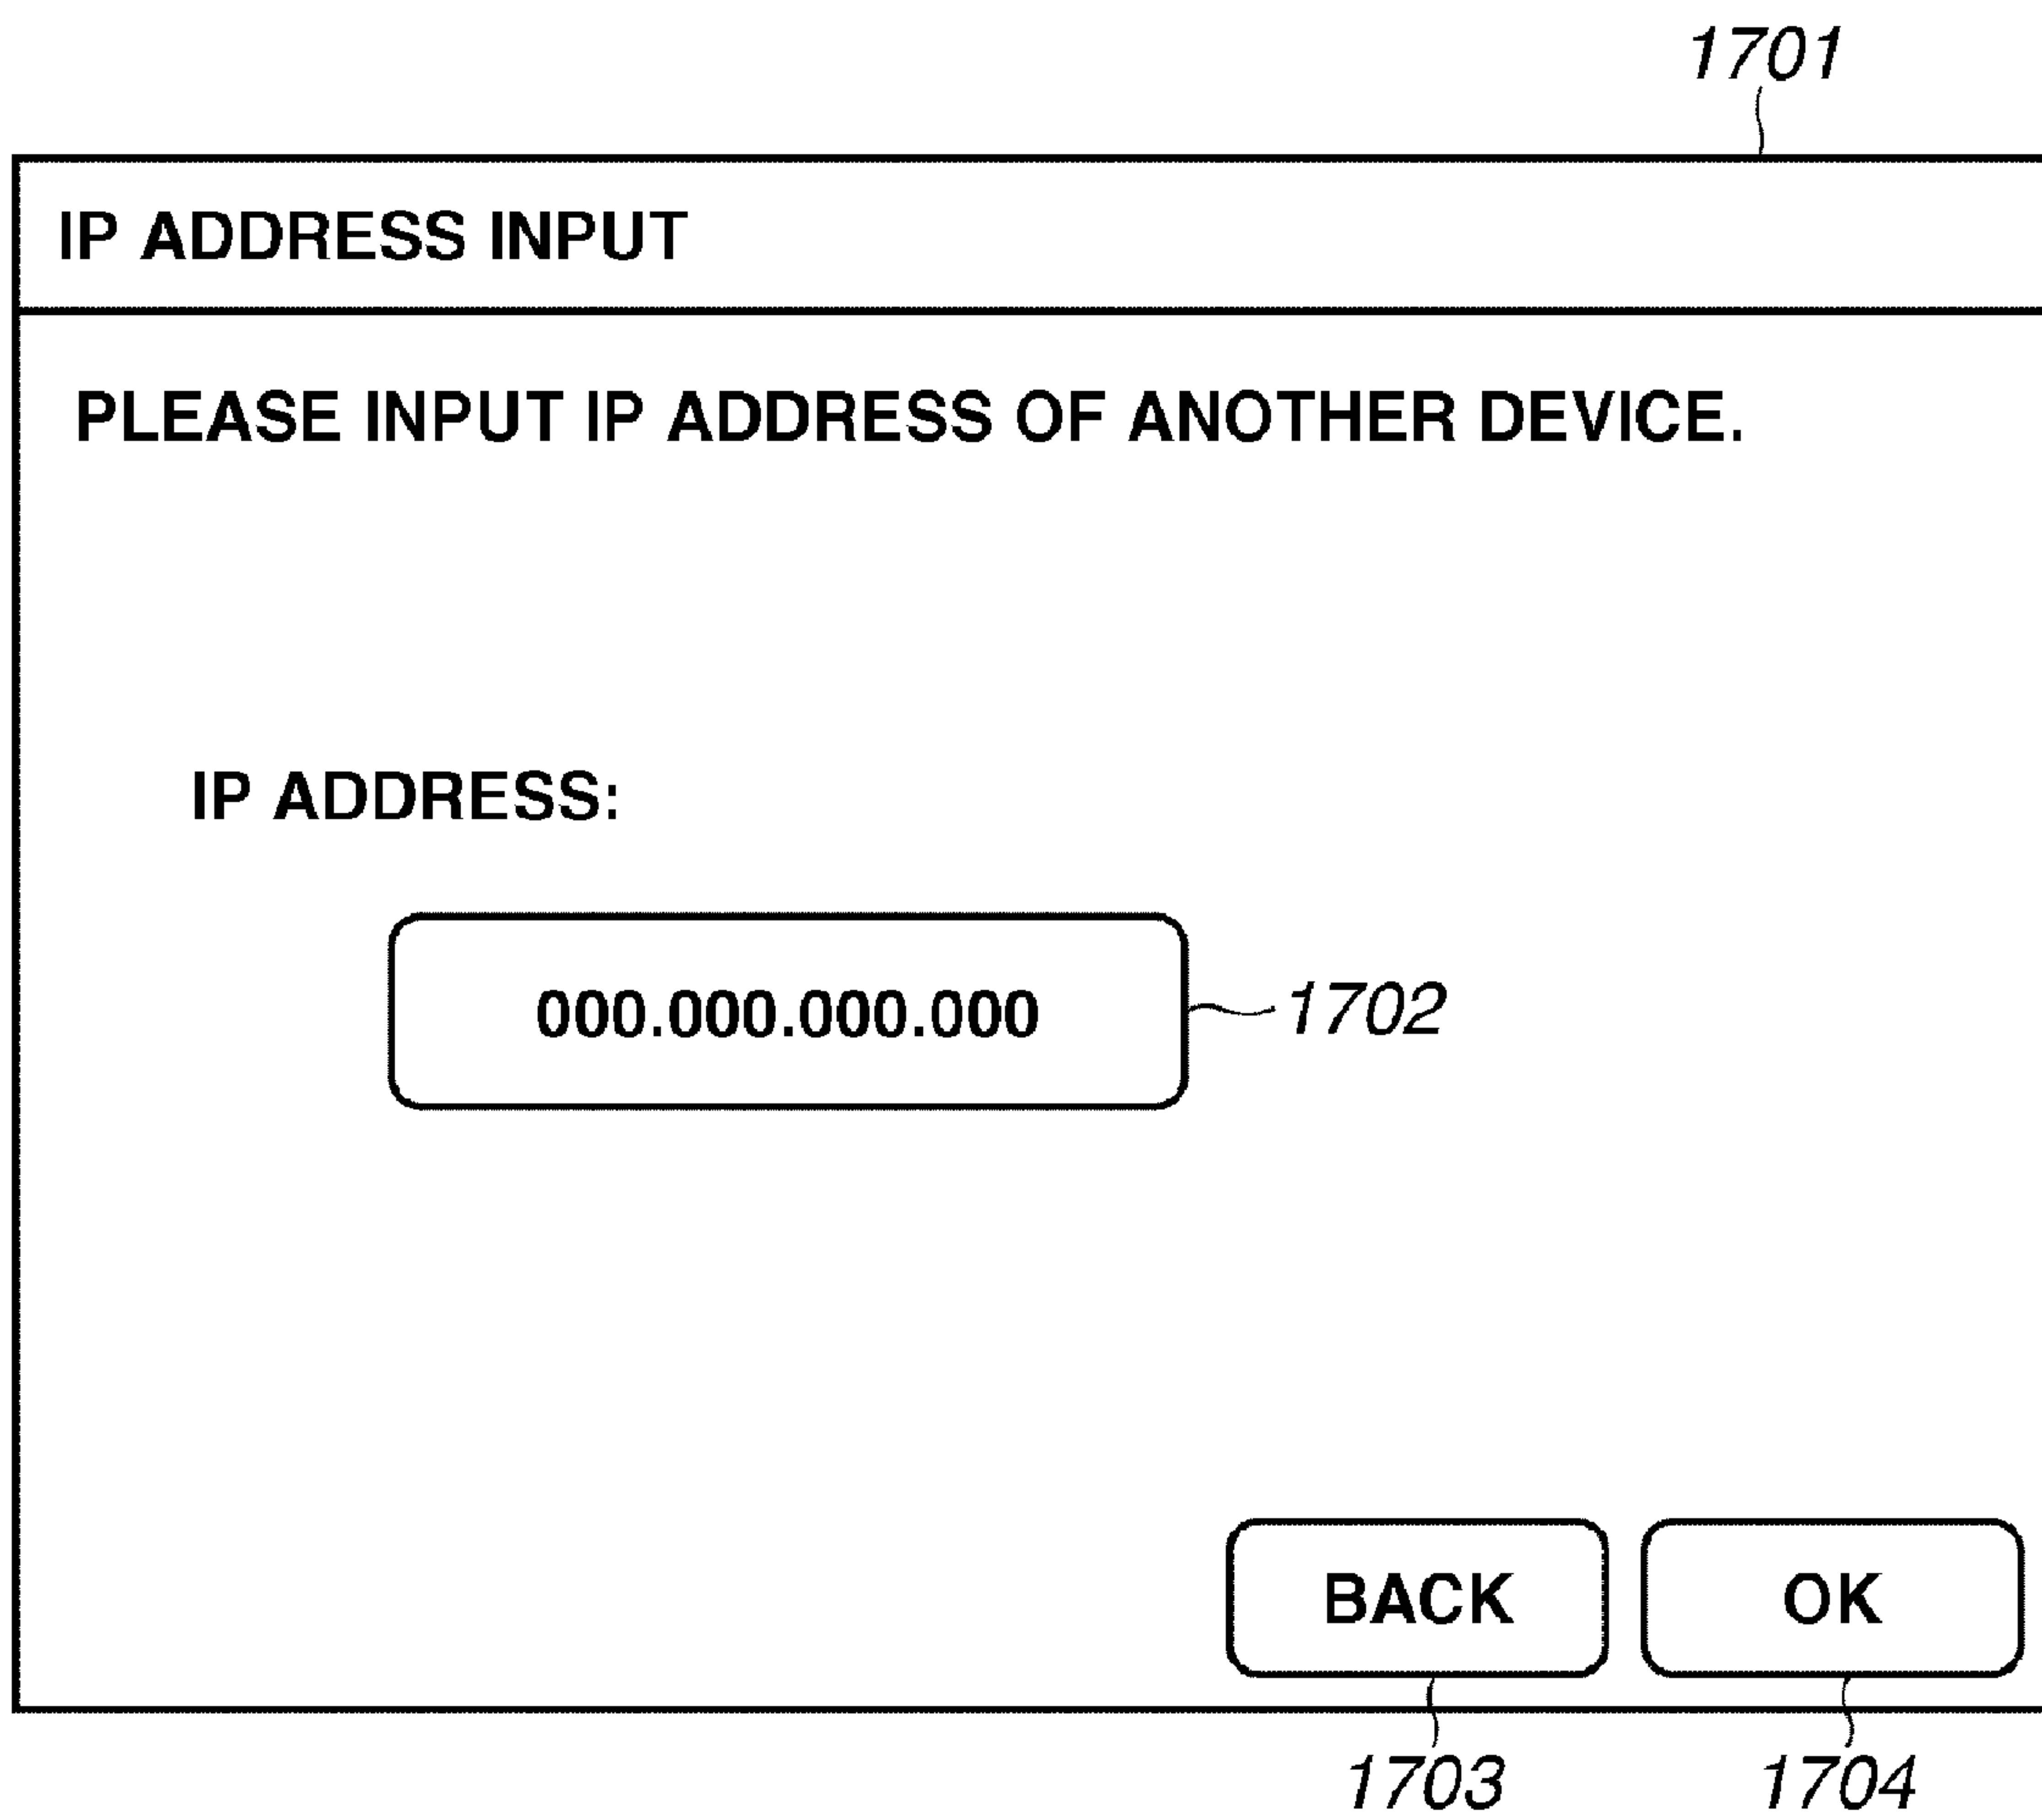 1701
IP ADDRESS INPUT
PLEASE INPUT IP ADDRESS OF ANOTHER DEVICE.
IP ADDRESS:
000.000.000.000 1702
BACK OK
1703 1704